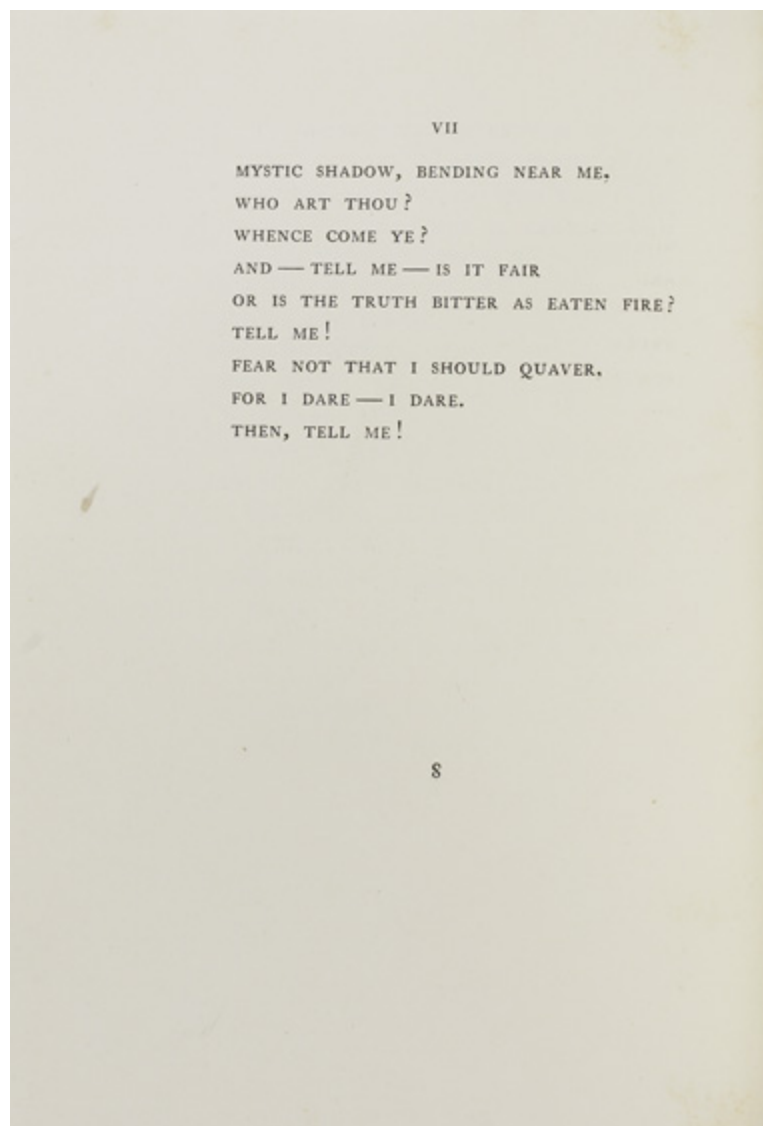 VII
MYSTIC SHADOW, BENDING NEAR ME,
WHO ART THOU?
WHENCE COME YE?
AND — TELL ME — IS IT FAIR
OR IS THE TRUTH BITTER AS EATEN FIRE?
TELL ME!
FEAR NOT THAT I SHOULD QUAVER,
FOR I DARE — I DARE.
THEN, TELL ME!
8